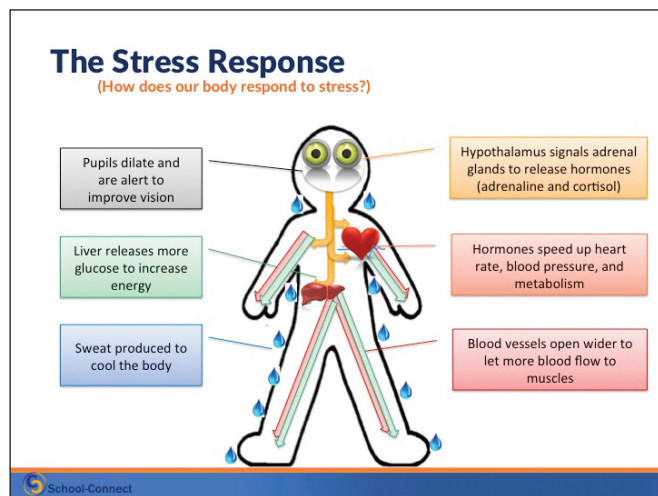 The Stress Response
(How does our body respond to stress?)
Pupils dilate and
are alert to
improve vision
Liver releases more
glucose to increase
energy
Sweat produced to
cool the body
Hypothalamus signals adrenal
glands to release hormones
(adrenaline and cortisol)
Hormones speed up heart
rate, blood pressure, and
metabolism
Blood vessels open wider to
let more blood flow to
muscles
School-Connect